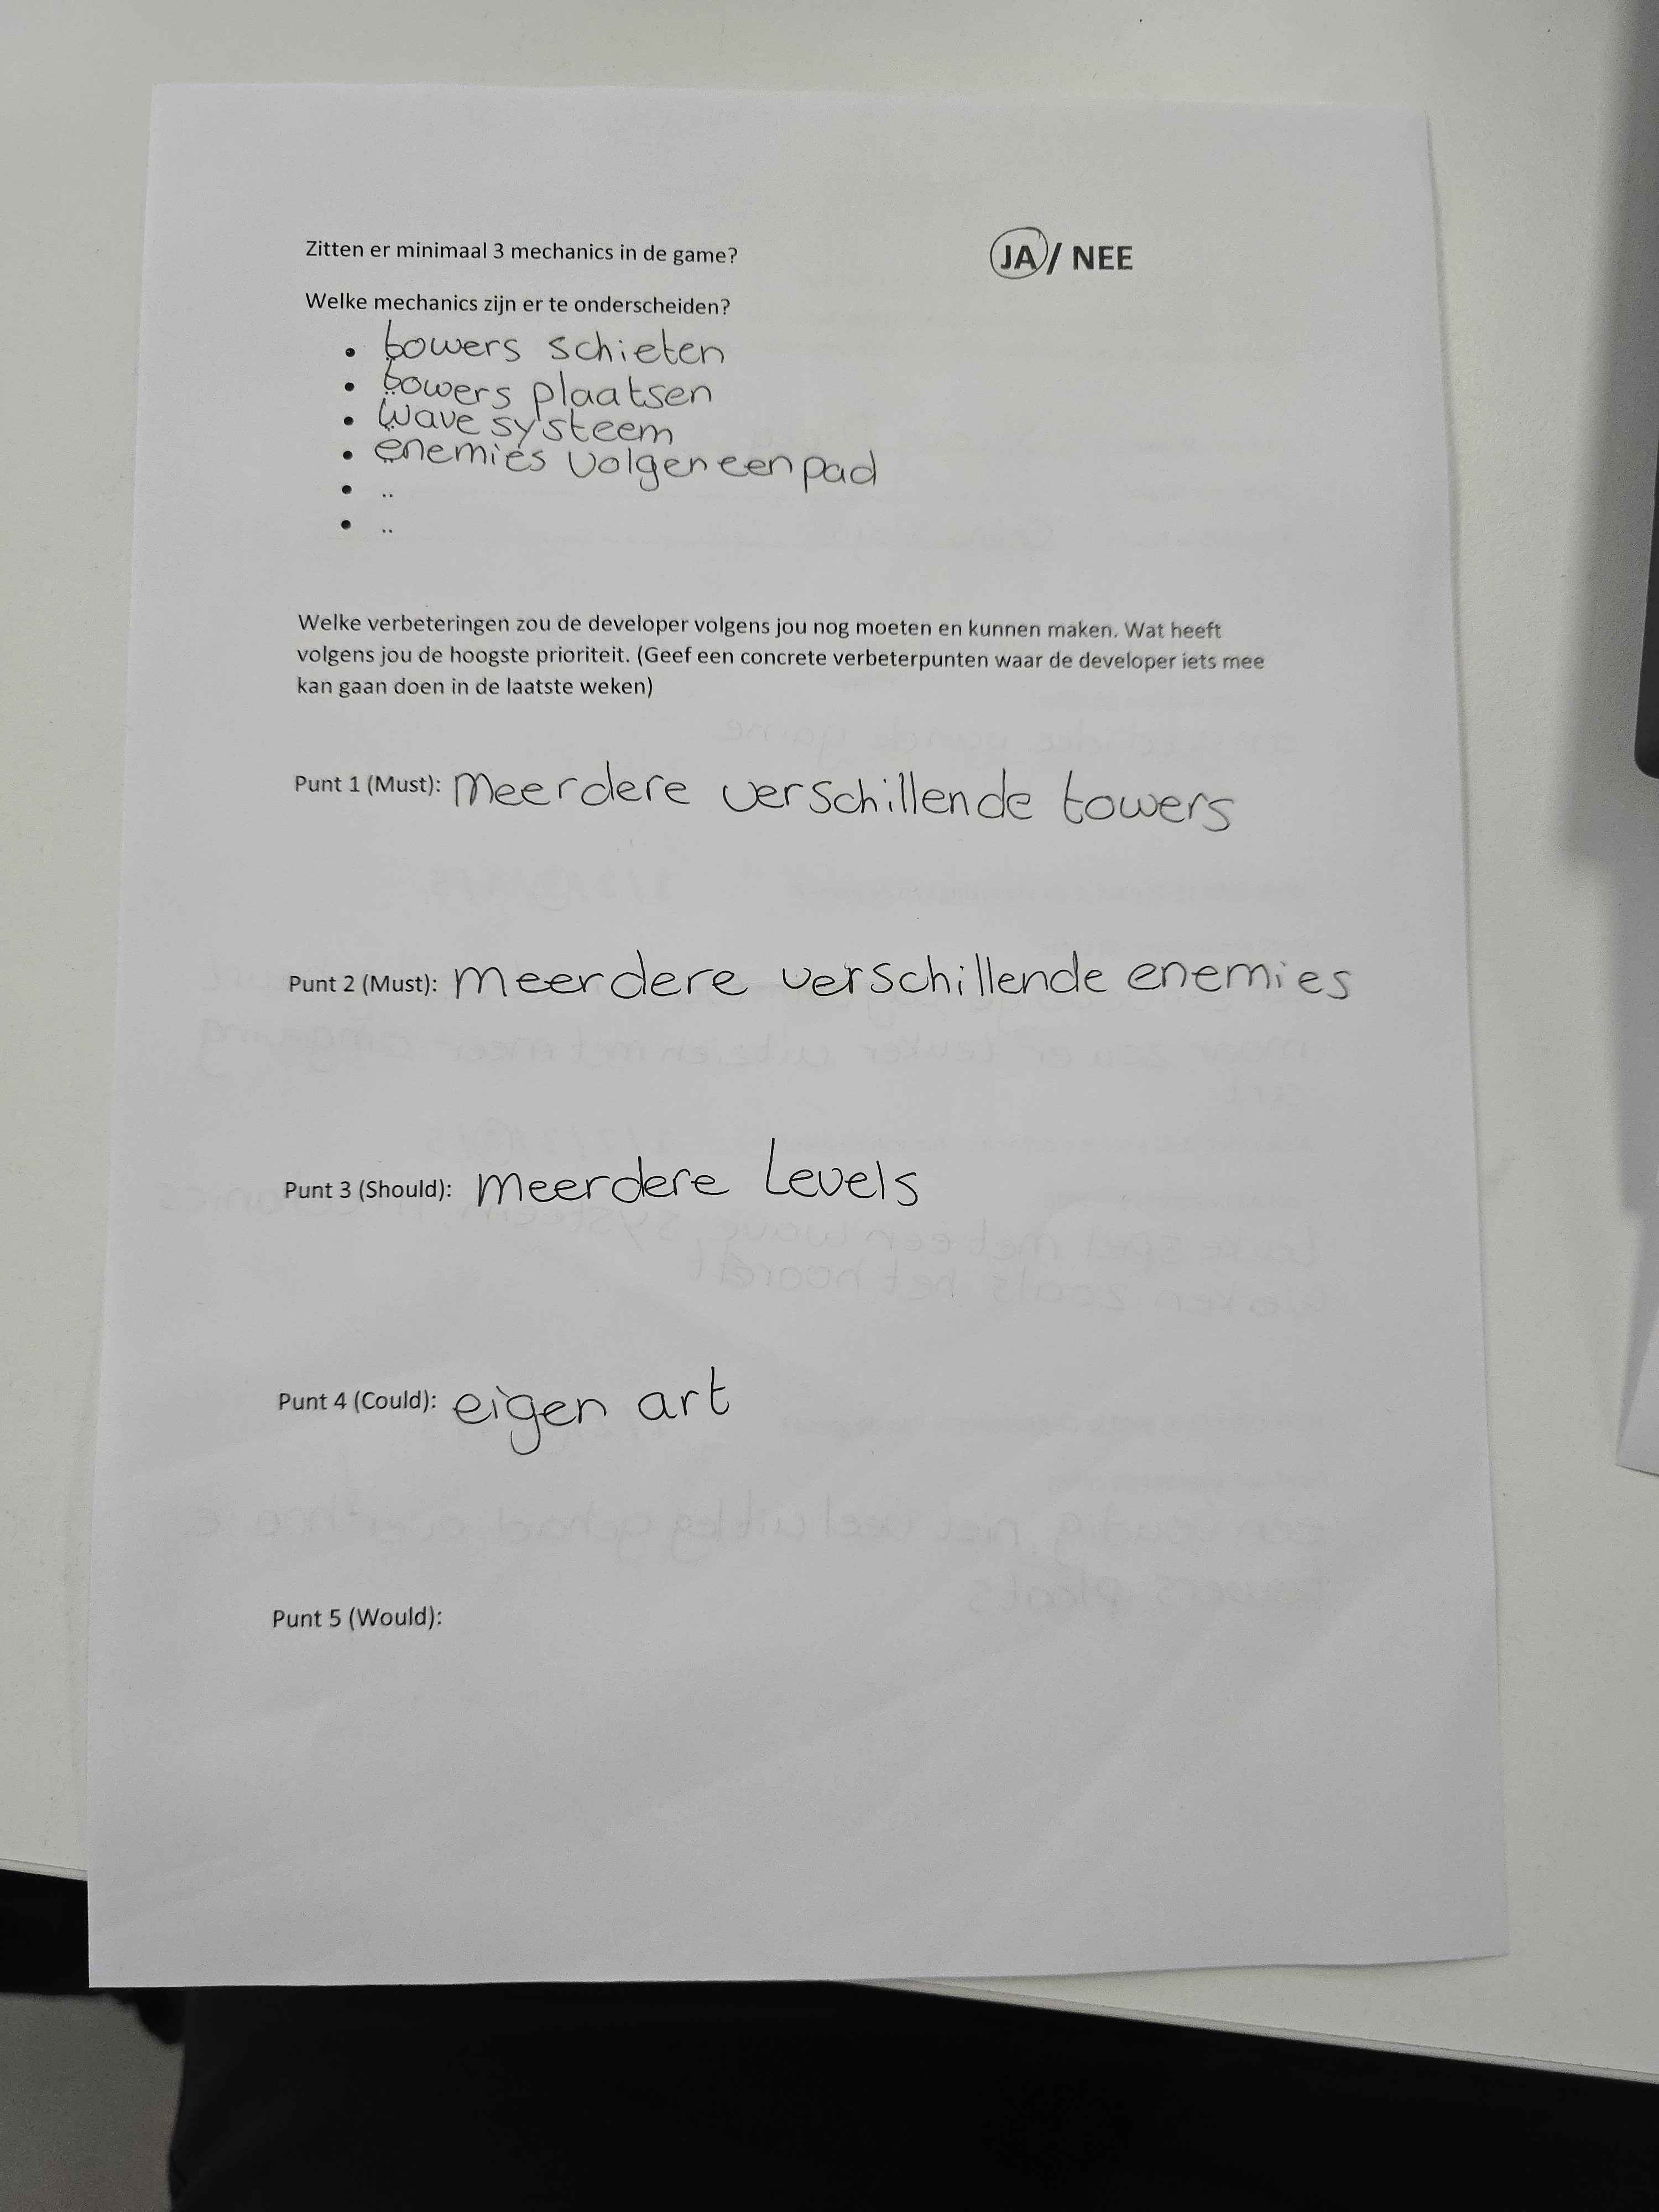 Zitten er minimaal 3 mechanics in de game? JA / NEE
Welke mechanics zijn er te onderscheiden?
• towers schieten
• towers plaatsen
• wave systeem
• enemies volgen een pad
• ..
• ..
Welke verbeteringen zou de developer volgens jou nog moeten en kunnen maken. Wat heeft
volgens jou de hoogste prioriteit. (Geef een concrete verbeterpunten waar de developer iets mee
kan gaan doen in de laatste weken)
Punt 1 (Must): meerdere verschillende towers
Punt 2 (Must): meerdere verschillende enemies
Punt 3 (Should): meerdere levels
Punt 4 (Could): eigen art
Punt 5 (Would):